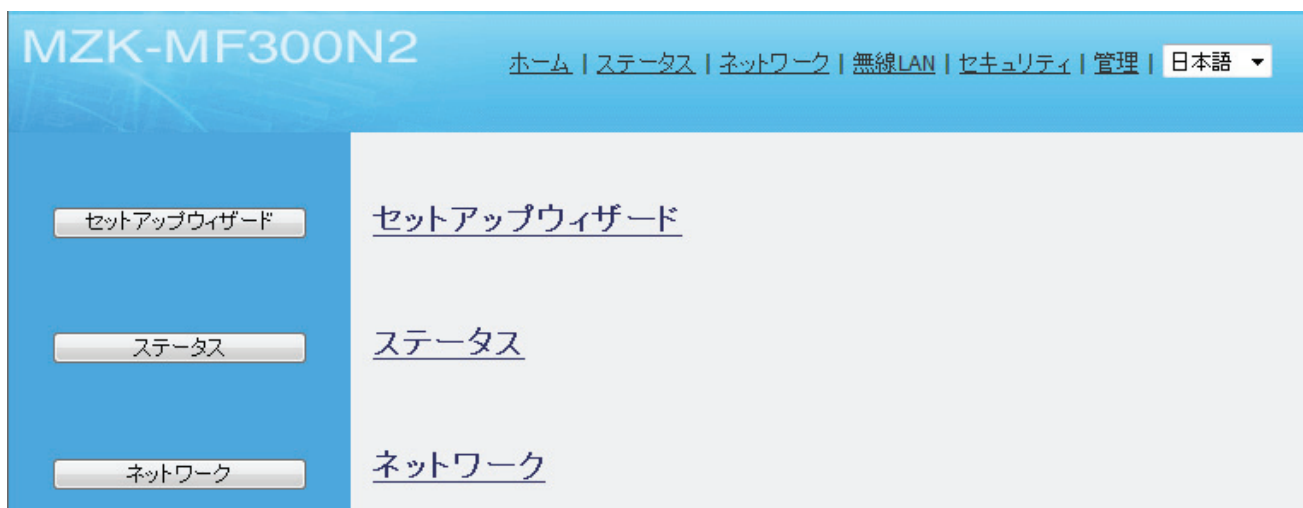 MZK-MF300N2
ホーム | ステータス | ネットワーク | 無線LAN | セキュリティ | 管理 | 日本語
セットアップウィザード
セットアップウィザード
ステータス
ステータス
ネットワーク
ネットワーク